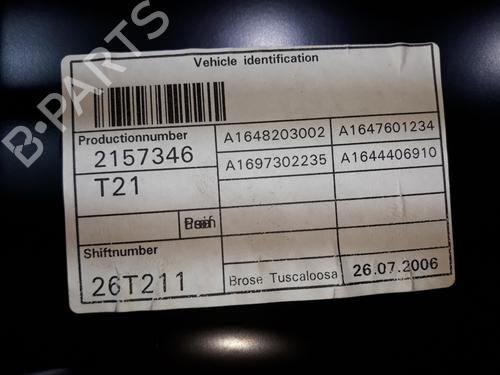 Vehicle identification
Productionnumber
2157346
T21
A1648203002 A1647601234
A1697302235 A1644406910
Shiftnumber
26T211
Brose Tuscaloosa 26.07.2006
B-PARTS